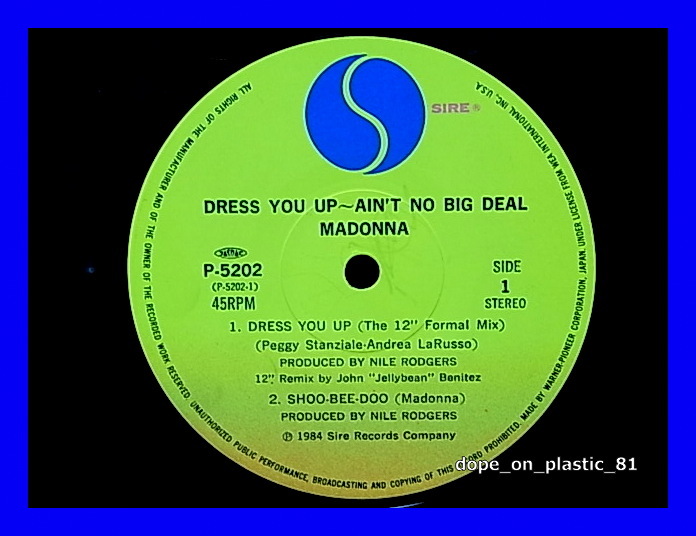 SIRE®
DRESS YOU UP~AIN'T NO BIG DEAL
MADONNA
P-5202
(P-5202-1)
45RPM
SIDE
1
STEREO
1. DRESS YOU UP (The 12" Formal Mix)
(Peggy Stanziale·Andrea LaRusso)
PRODUCED BY NILE RODGERS
12", Remix by John "Jellybean" Benitez
2. SHOO-BEE-DOO (Madonna)
PRODUCED BY NILE RODGERS
℗ 1984 Sire Records Company
ALL RIGHTS OF THE MANUFACTURER AND OF THE OWNER OF THE RECORDED WORK RESERVED. UNAUTHORIZED PUBLIC PERFORMANCE, BROADCASTING AND COPYING OF THIS RECORD PROHIBITED. MADE BY WARNER-PIONEER CORPORATION, JAPAN. UNDER LICENSE FROM WEA INTERNATIONAL INC., U.S.A.
dope_on_plastic_81